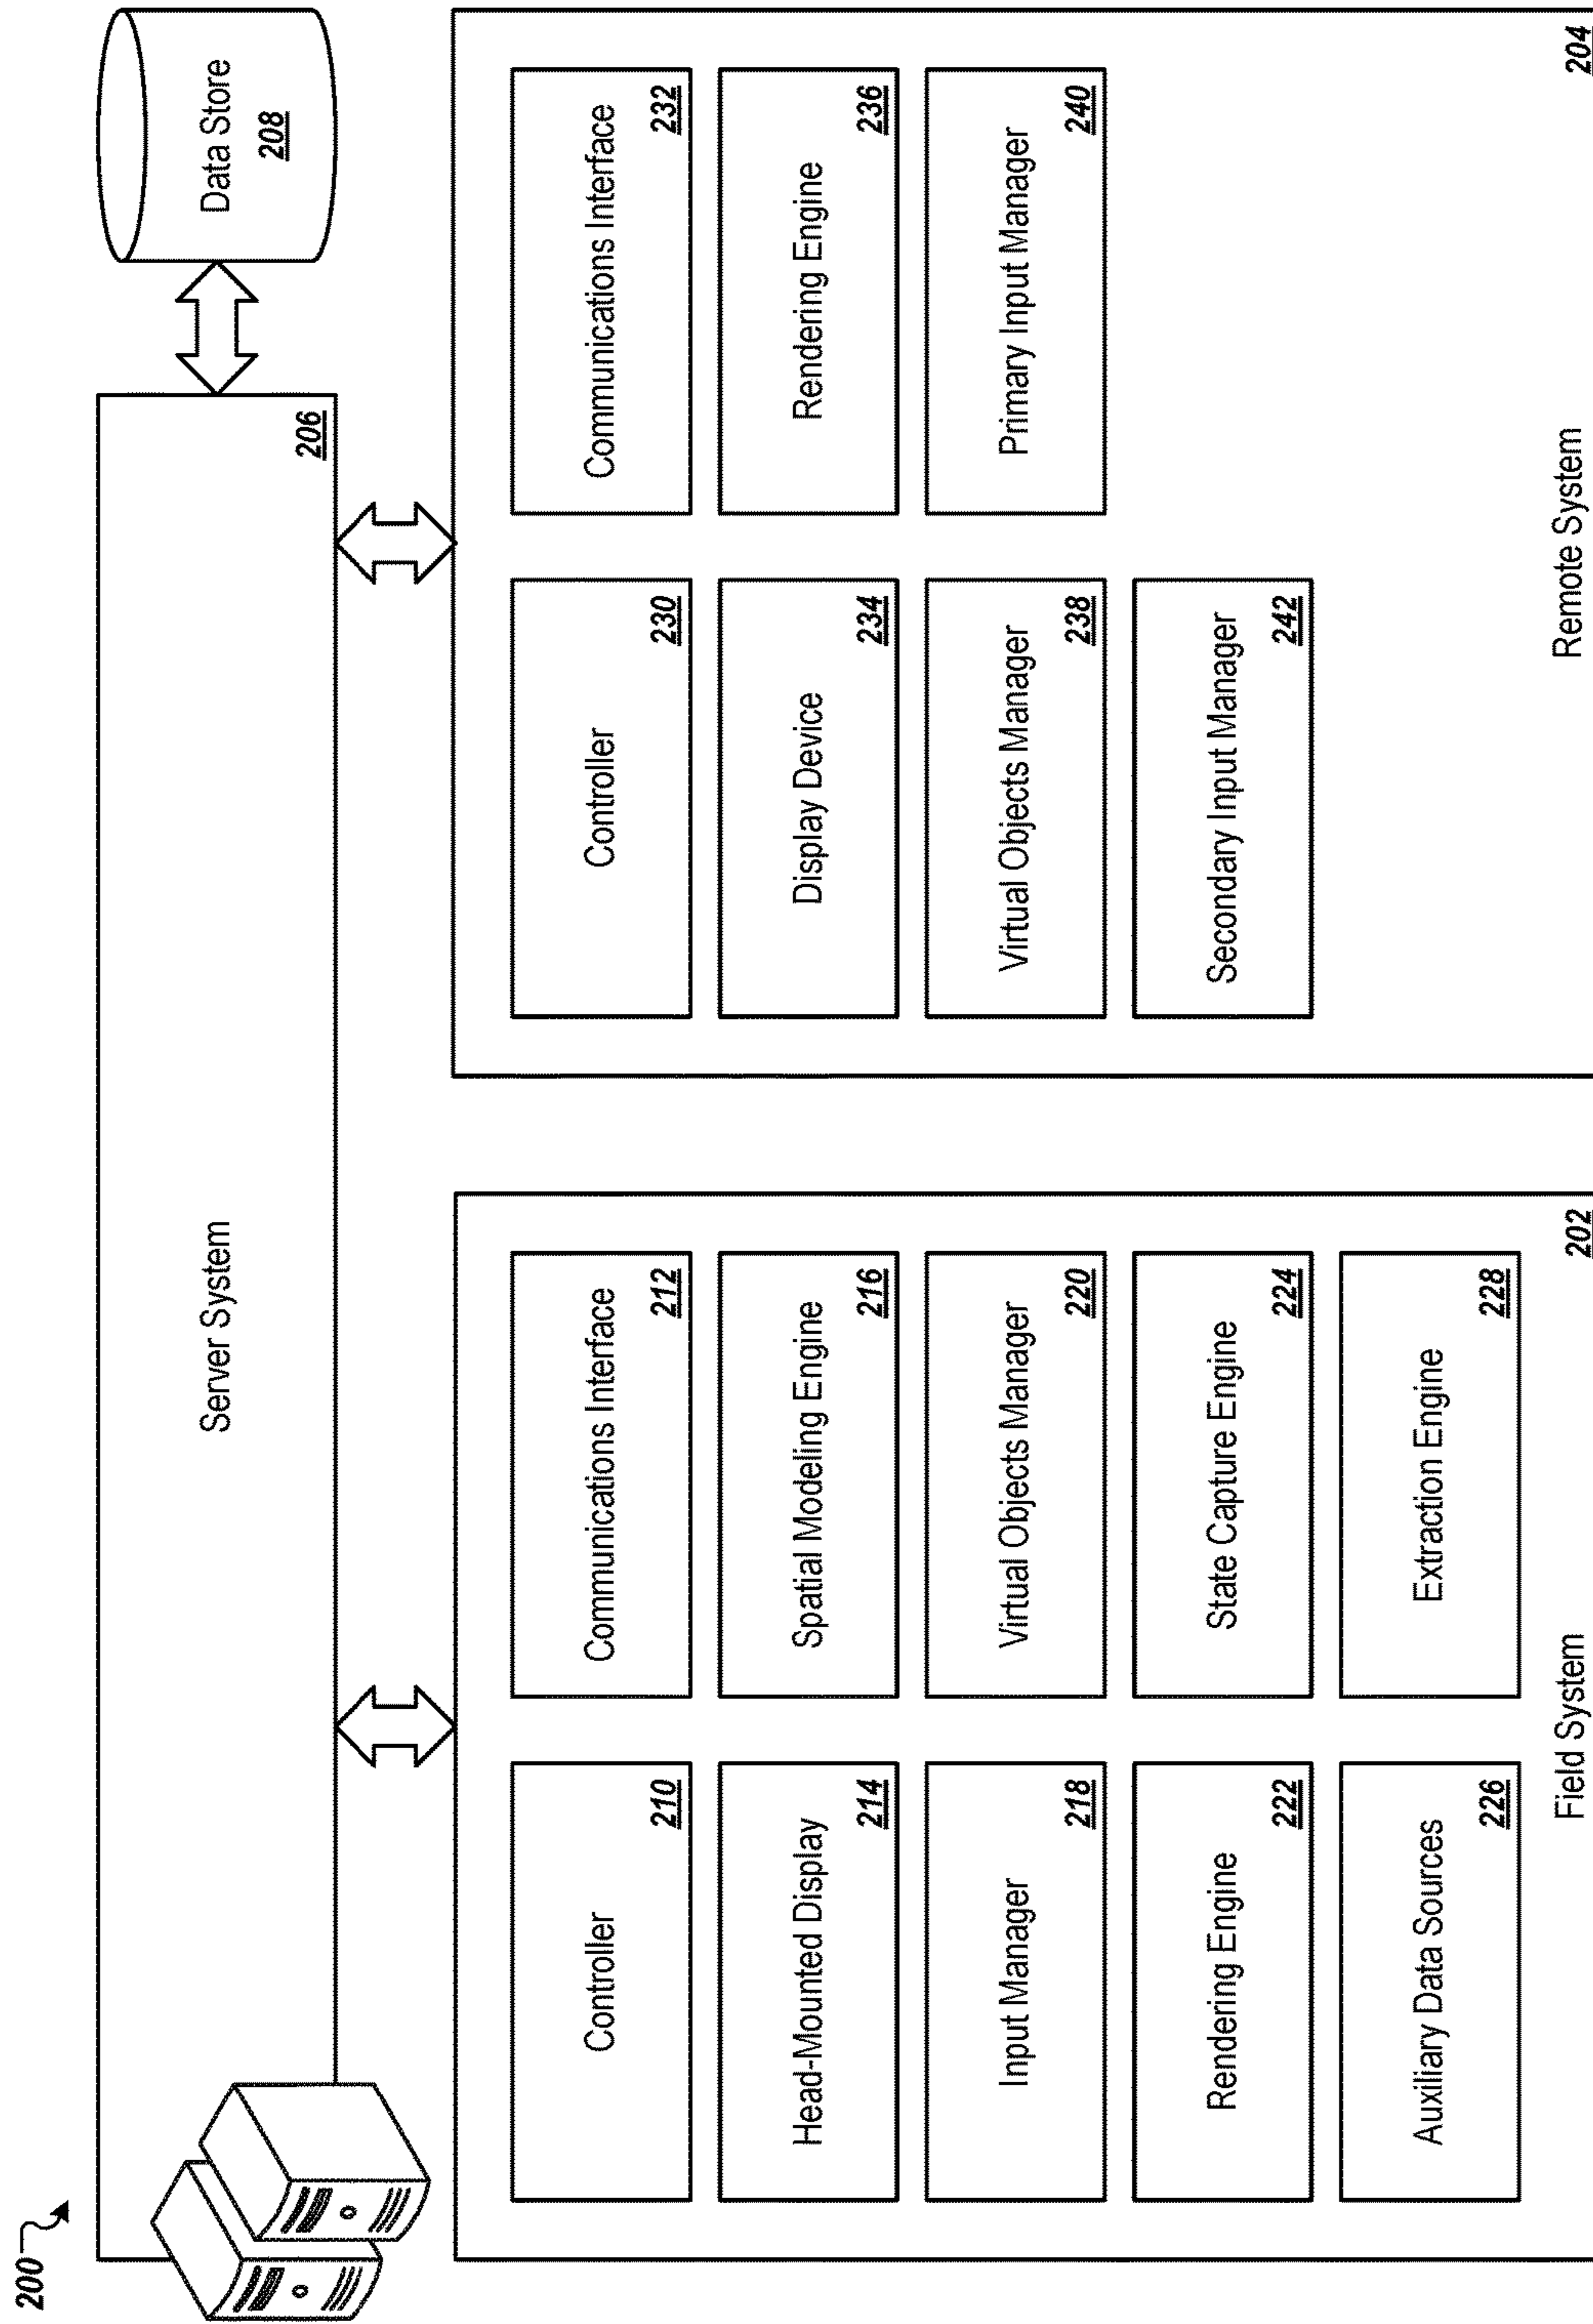 200
Server System
206
Data Store
208
Controller
210
Communications Interface
212
Head-Mounted Display
214
Spatial Modeling Engine
216
Input Manager
218
Virtual Objects Manager
220
Rendering Engine
222
State Capture Engine
224
Auxiliary Data Sources
226
Extraction Engine
228
Field System
202
Controller
230
Communications Interface
232
Display Device
234
Rendering Engine
236
Virtual Objects Manager
238
Primary Input Manager
240
Secondary Input Manager
242
Remote System
204